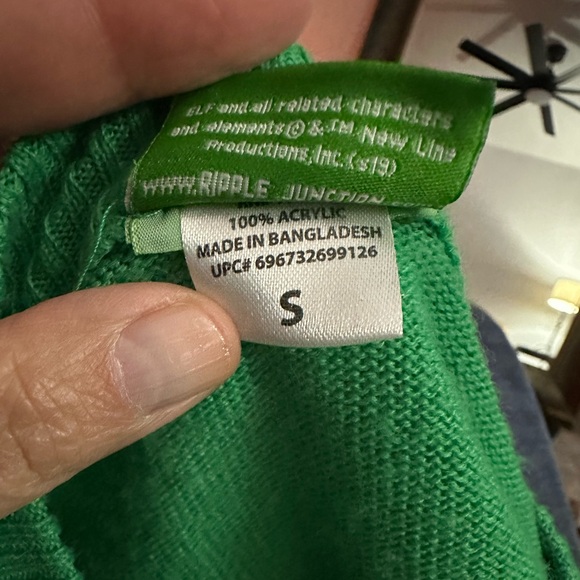 ELF and all related characters
and elements © & TM New Line
Productions, Inc. (s19)
www.RIPPLE JUNCTION
100% ACRYLIC
MADE IN BANGLADESH
UPC# 696732699126
S